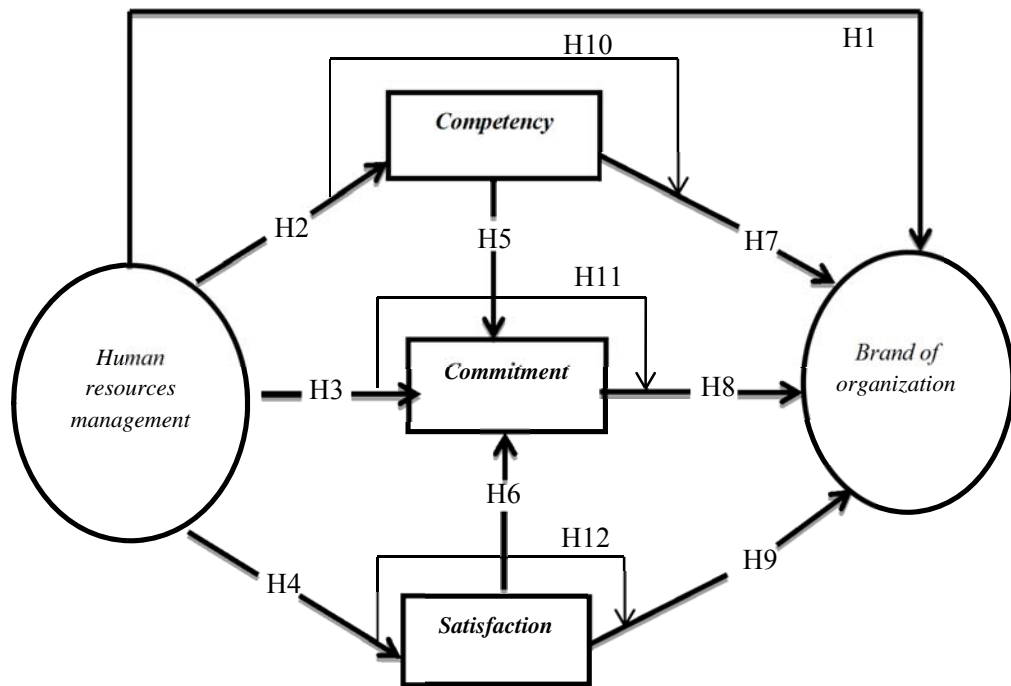 H1
H10
Competency
H2
H5
H7
H11
Human
resources
management
H3
Commitment
H8
Brand of
organization
H6
H12
H4
H9
Satisfaction